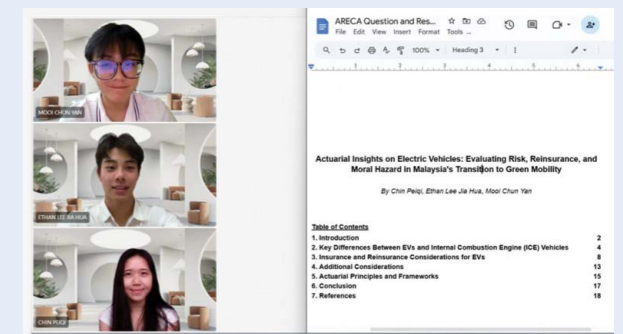 MOOI CHUN YAN
ETHAN LEE JIA HUA
CHIN PEIQI
ARECA Question and Res...
File Edit View Insert Format Tools ...
100% Heading 3
Actuarial Insights on Electric Vehicles: Evaluating Risk, Reinsurance, and
Moral Hazard in Malaysia's Transition to Green Mobility
By Chin Peiqi, Ethan Lee Jia Hua, Mooi Chun Yan
Table of Contents
1. Introduction 2
2. Key Differences Between EVs and Internal Combustion Engine (ICE) Vehicles 4
3. Insurance and Reinsurance Considerations for EVs 8
4. Additional Considerations 13
5. Actuarial Principles and Frameworks 15
6. Conclusion 17
7. References 18